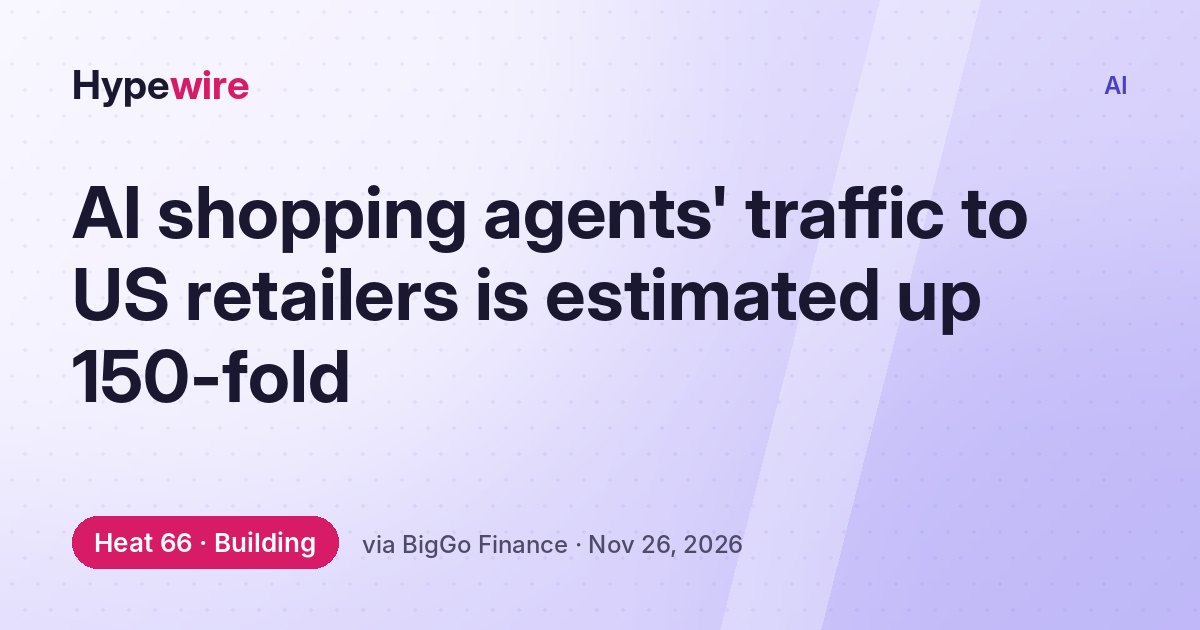 Hypewire
AI
AI shopping agents' traffic to
US retailers is estimated up
150-fold
Heat 66 · Building
via BigGo Finance · Nov 26, 2026